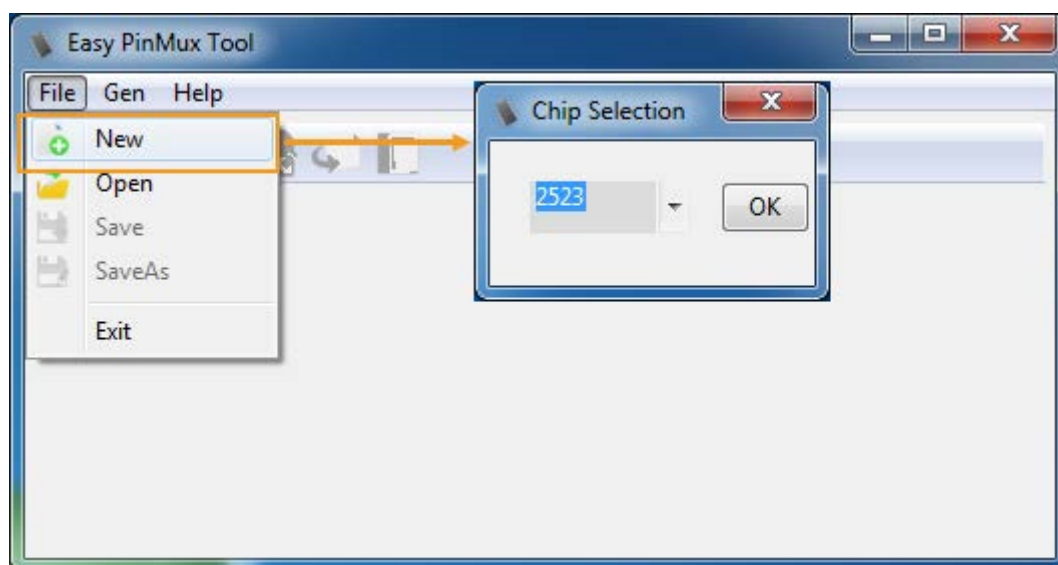 Easy PinMux Tool
File Gen Help
New
Open
Save
SaveAs
Exit
Chip Selection
2523
OK